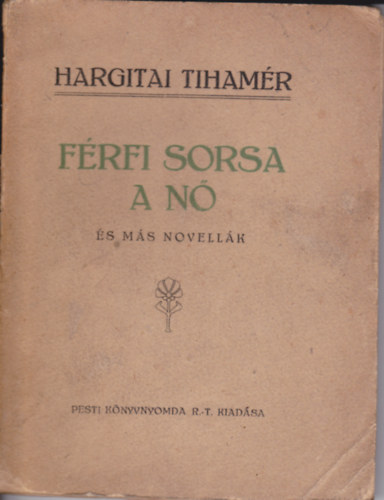 HARGITAI TIHAMÉR
FÉRFI SORSA
A NŐ
ÉS MÁS NOVELLÁK
PESTI KÖNYVNYOMDA R.-T. KIADÁSA